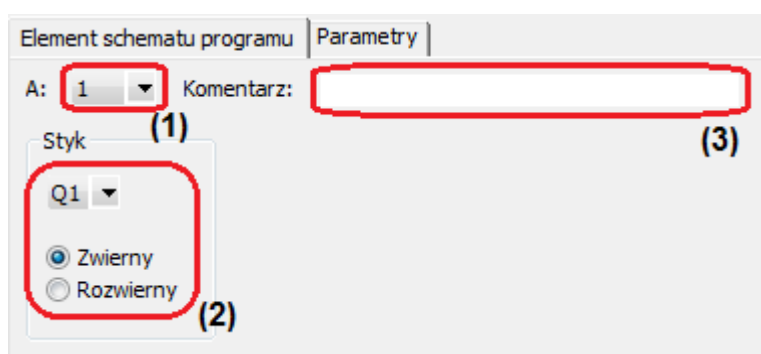 Element schematu programu Parametry
A: 1 Komentarz:
(1)
(3)
Styk
Q1
Zwierny
Rozwierny
(2)